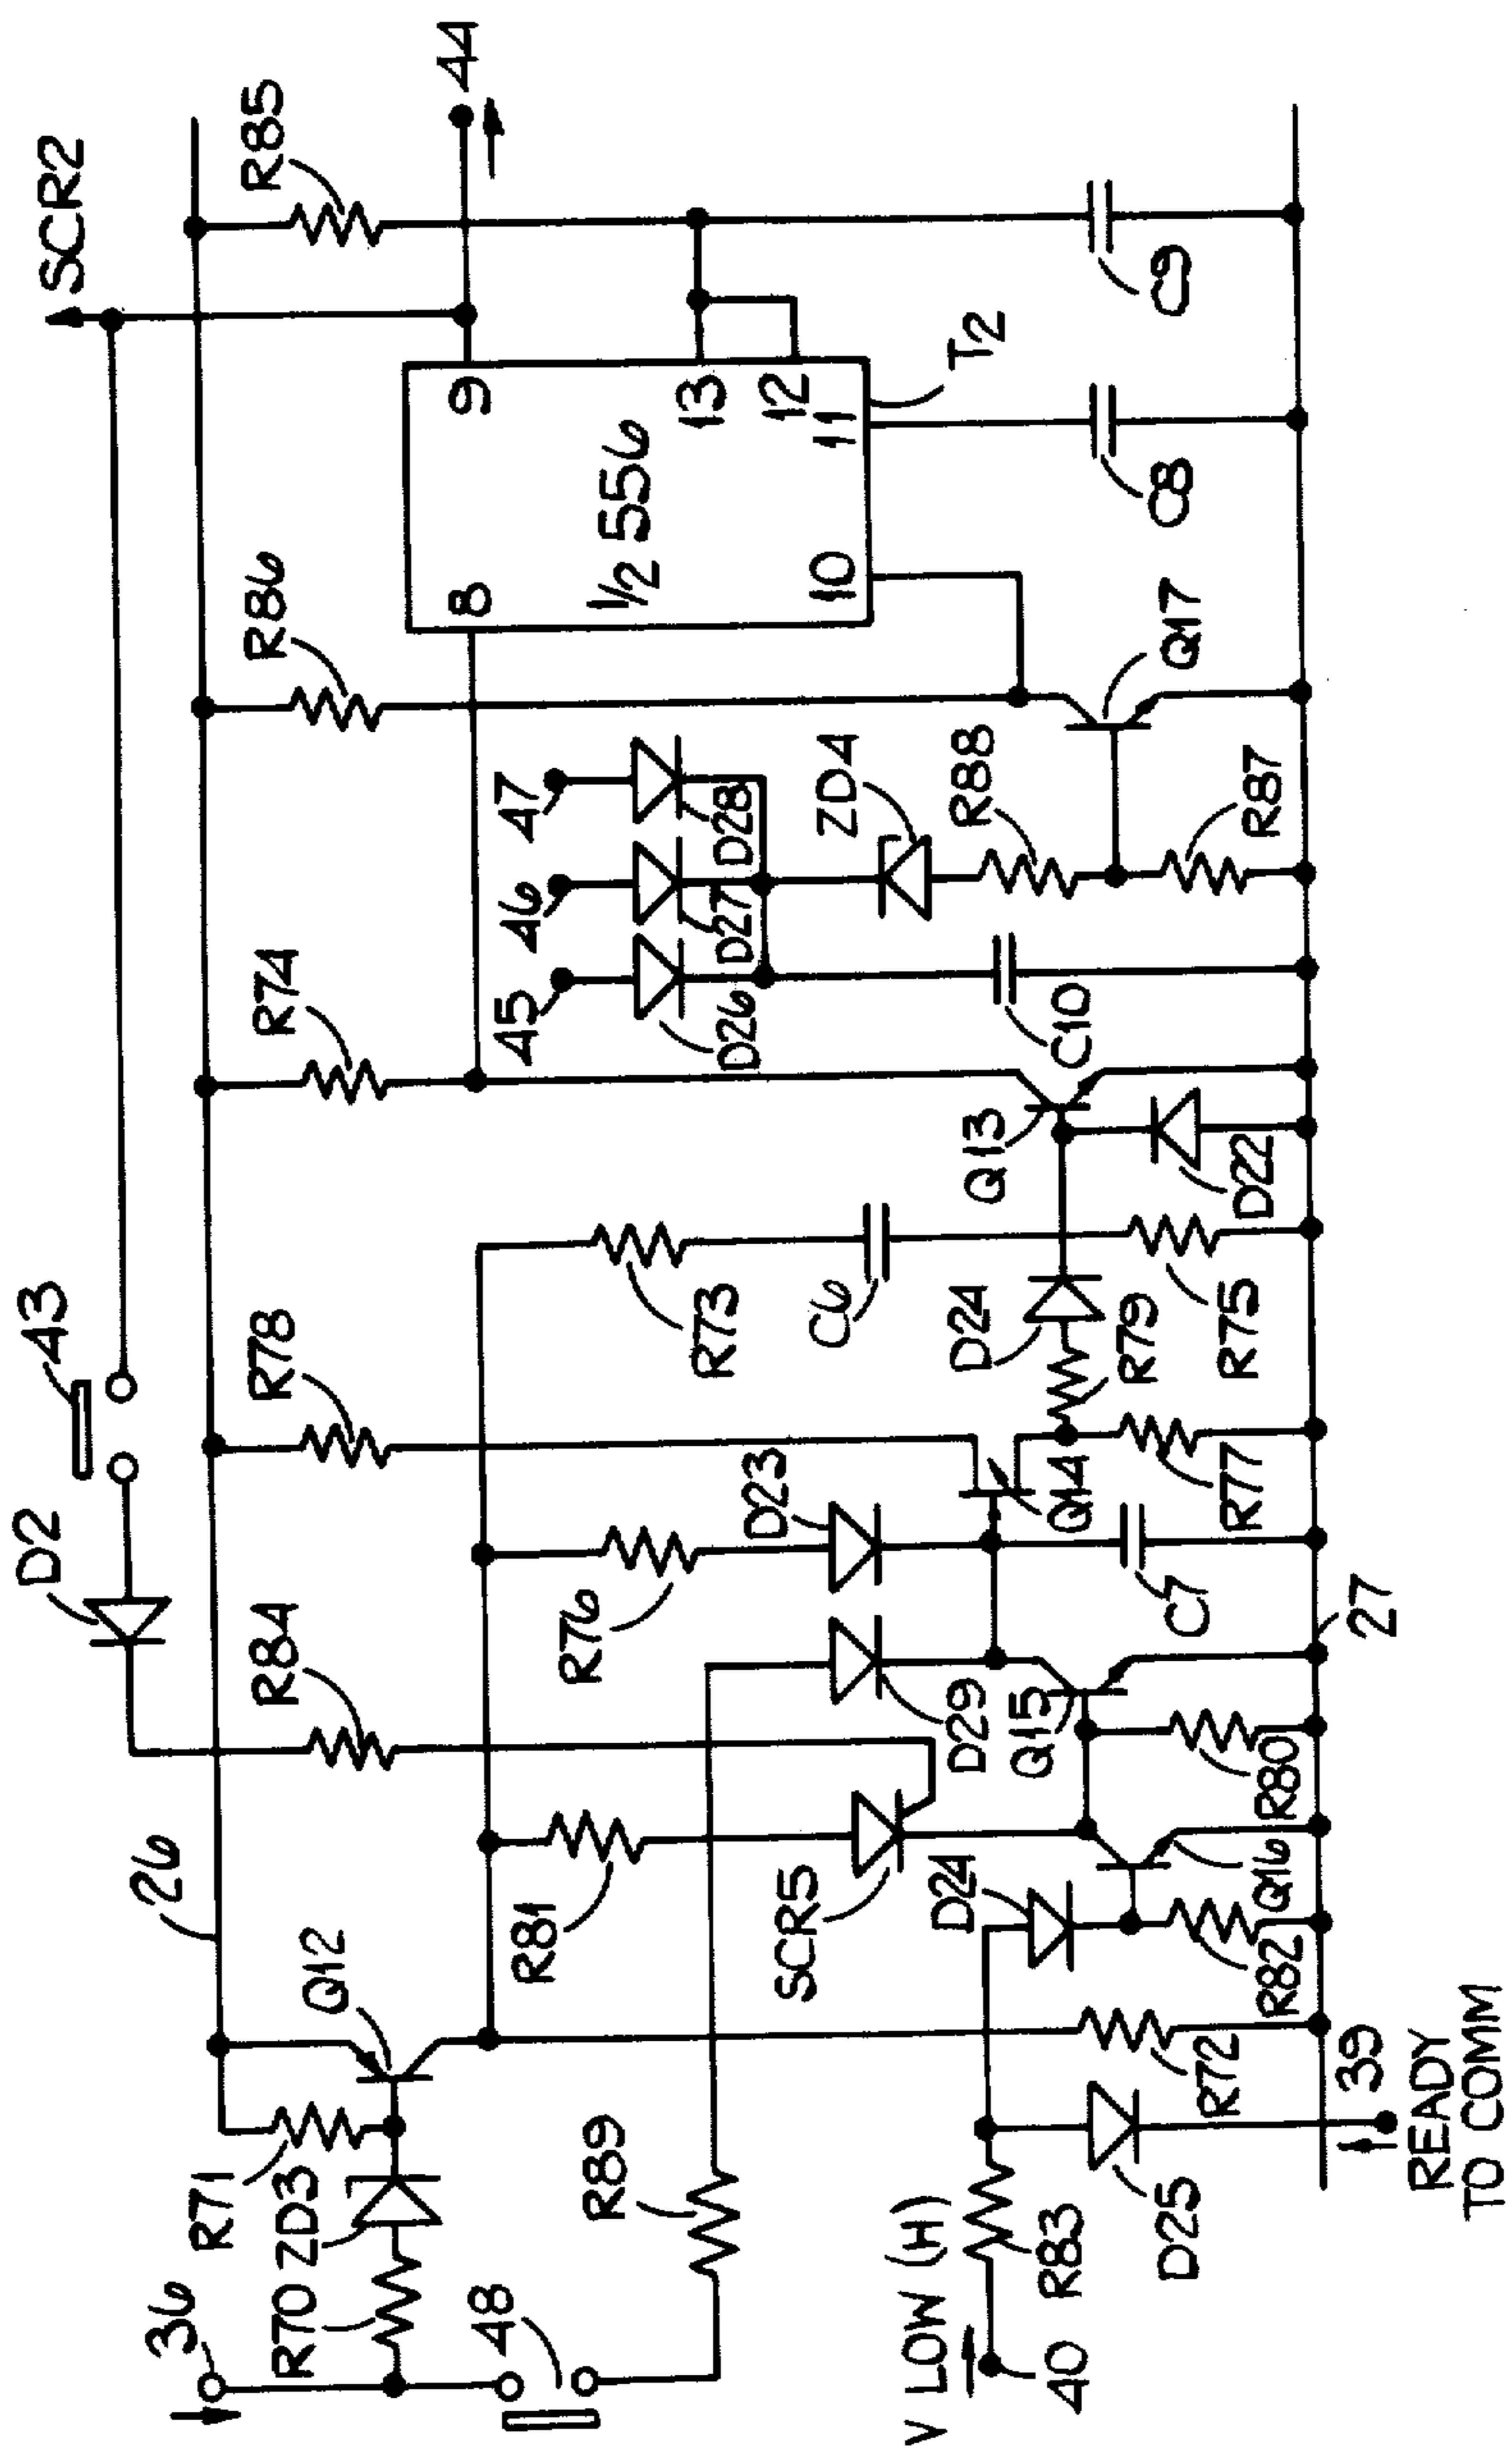 SCR2
43
D2
44
R85
R86
R74
R78
R84
26
Q12
R71
36
ZD3
R70
48
R89
9
8
1/2 556
13
12
11
10
T2
47
46
45
D28
D27
D26
ZD4
R88
R87
Q17
C9
C8
C10
Q13
D22
R73
C6
D24
R79
R75
D23
R76
Q14
R77
C7
D29
Q15
R80
27
R81
SCR5
D24
Q16
R82
R72
V LOW (H)
R83
40
D25
39
READY
TO COMM